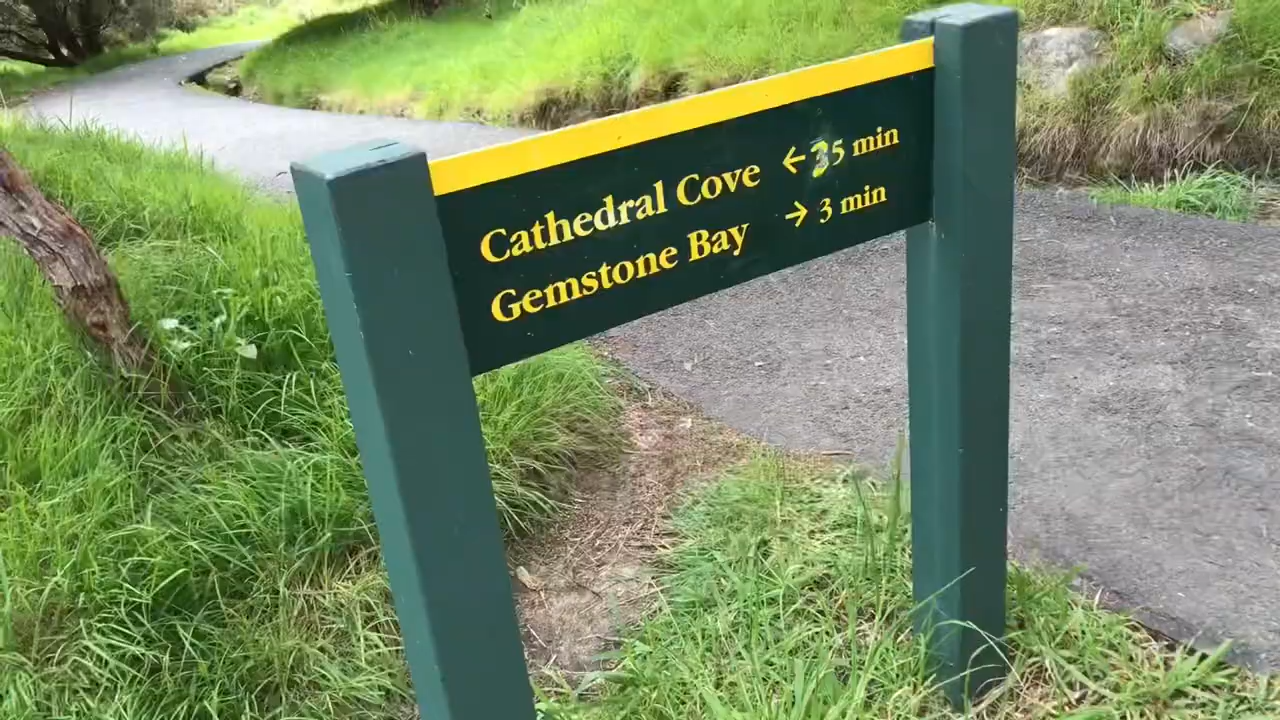 Cathedral Cove ← 35 min
Gemstone Bay → 3 min